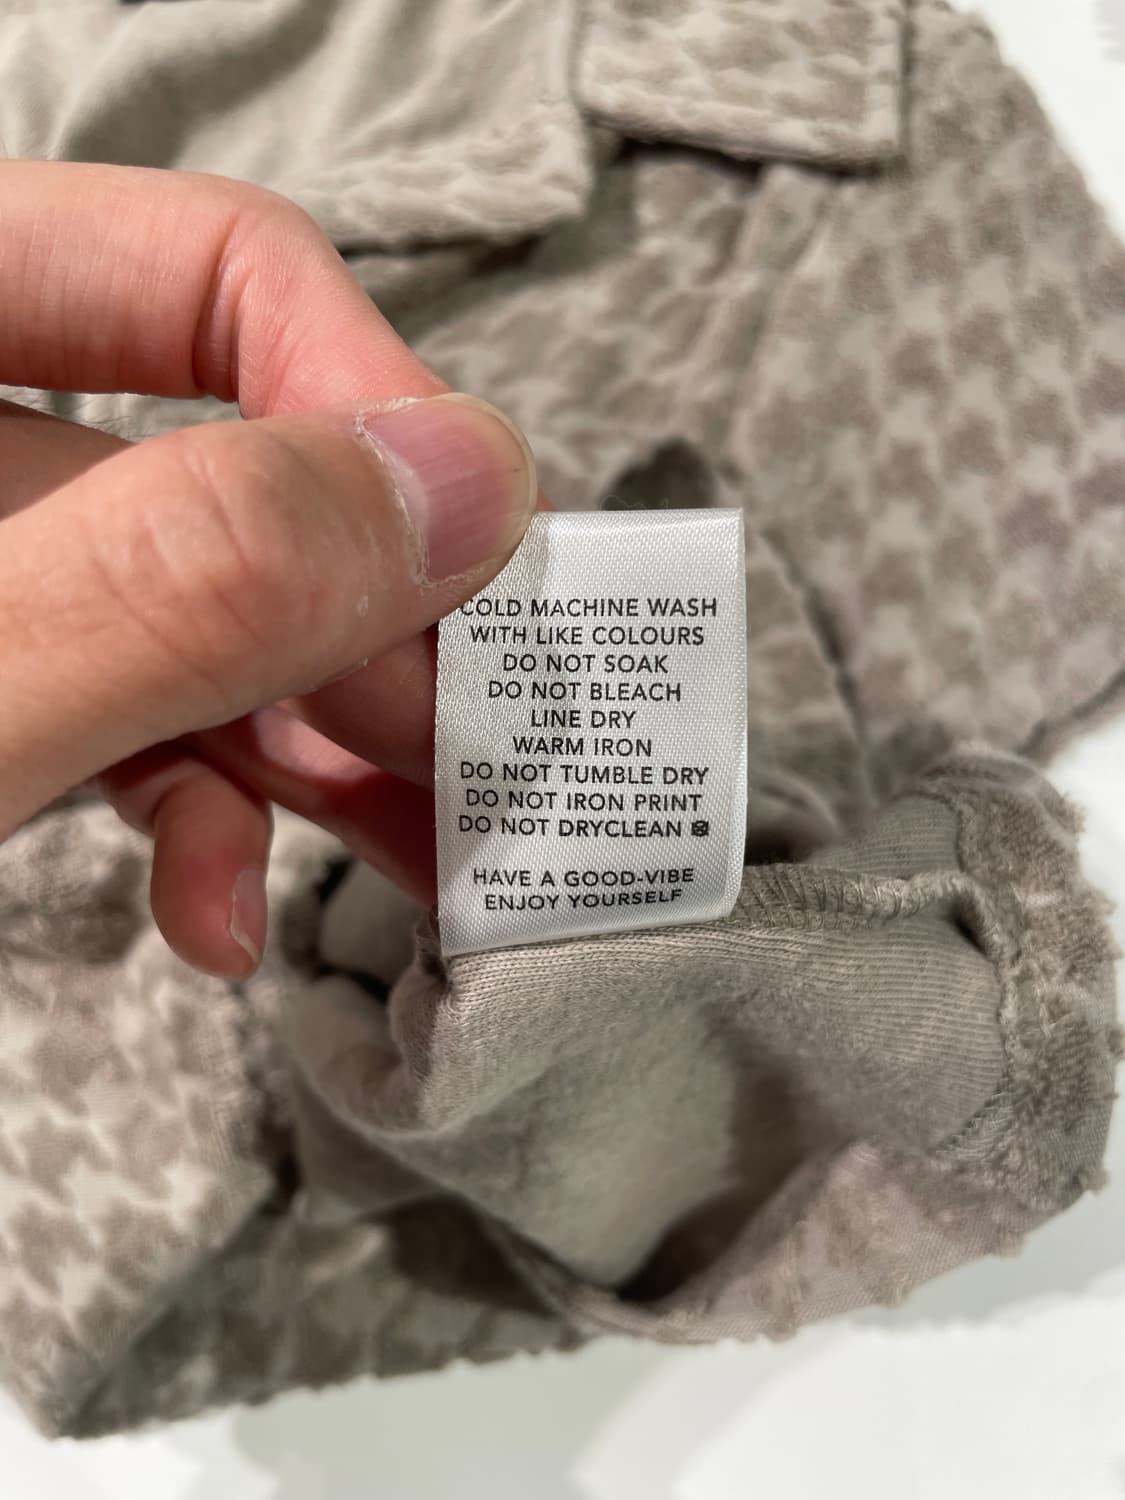 COLD MACHINE WASH
WITH LIKE COLOURS
DO NOT SOAK
DO NOT BLEACH
LINE DRY
WARM IRON
DO NOT TUMBLE DRY
DO NOT IRON PRINT
DO NOT DRYCLEAN
HAVE A GOOD-VIBE
ENJOY YOURSELF